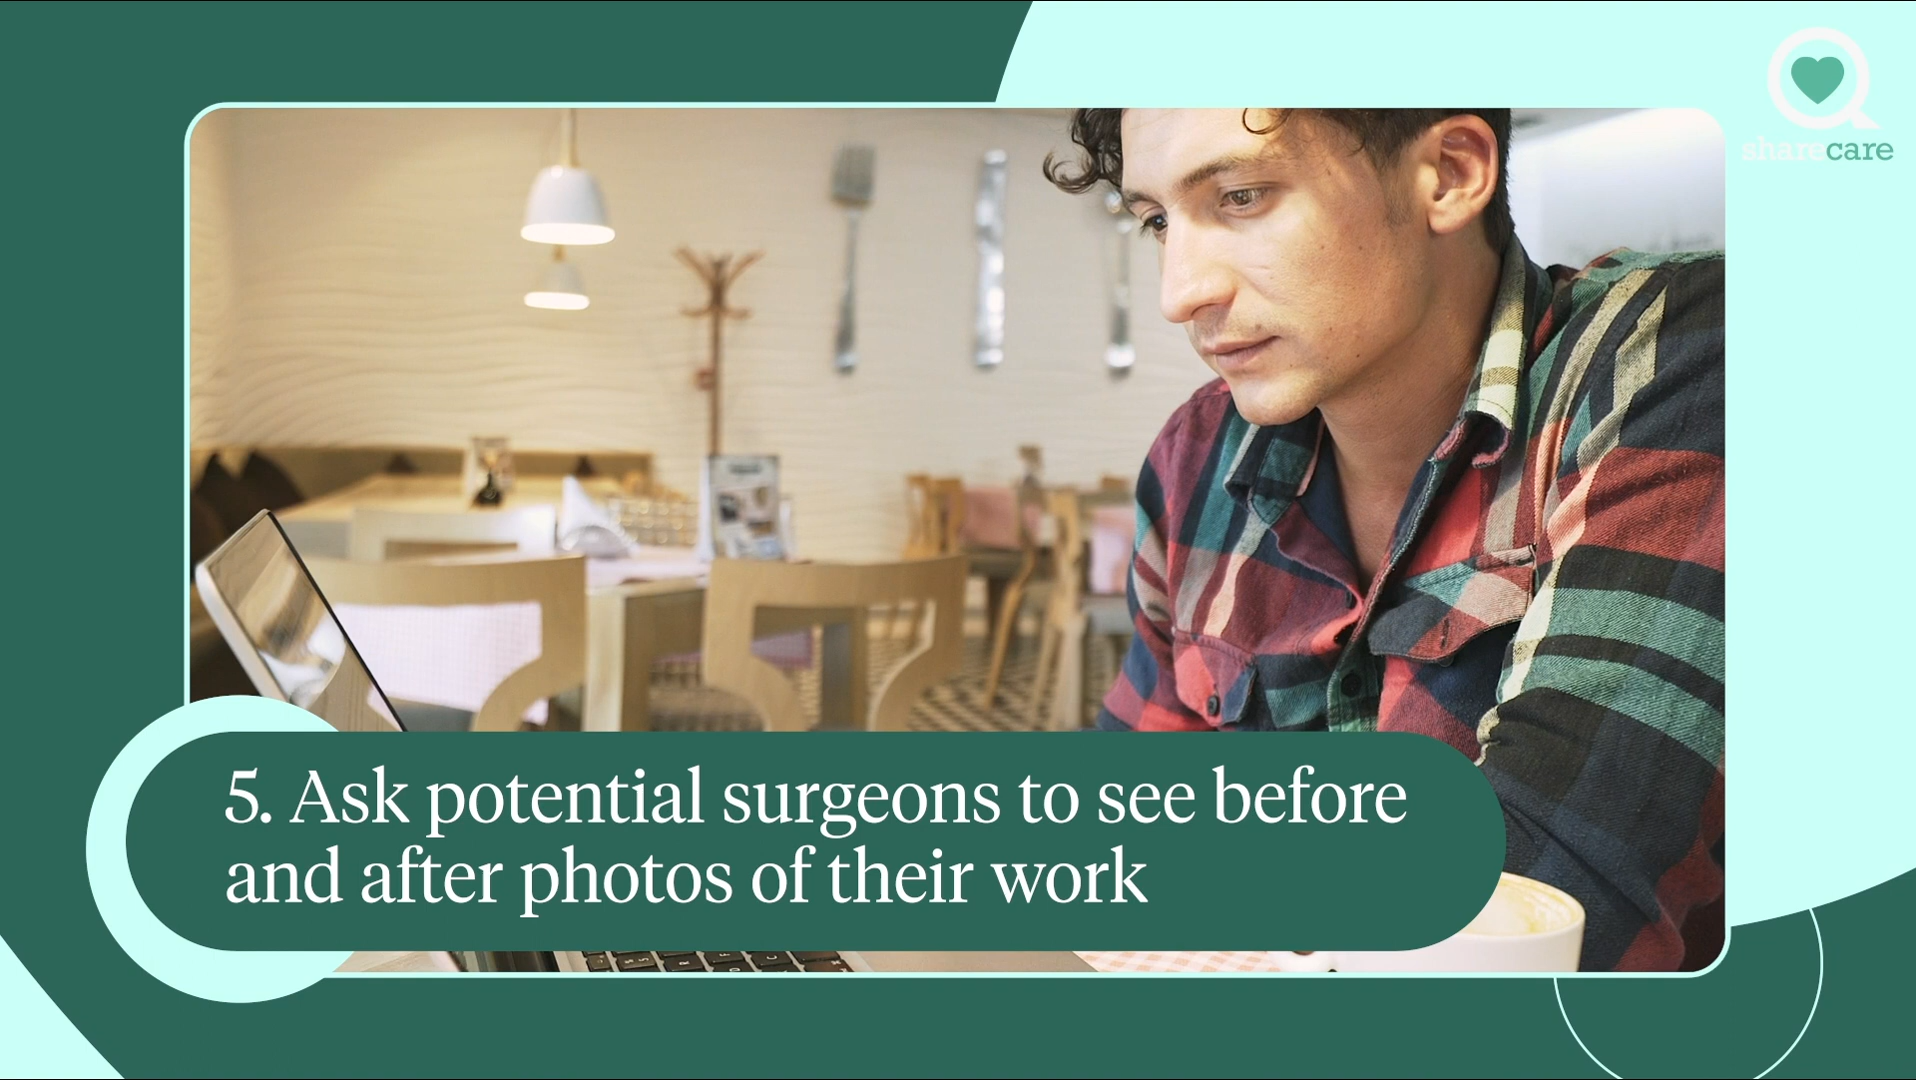 sharecare
5. Ask potential surgeons to see before
and after photos of their work